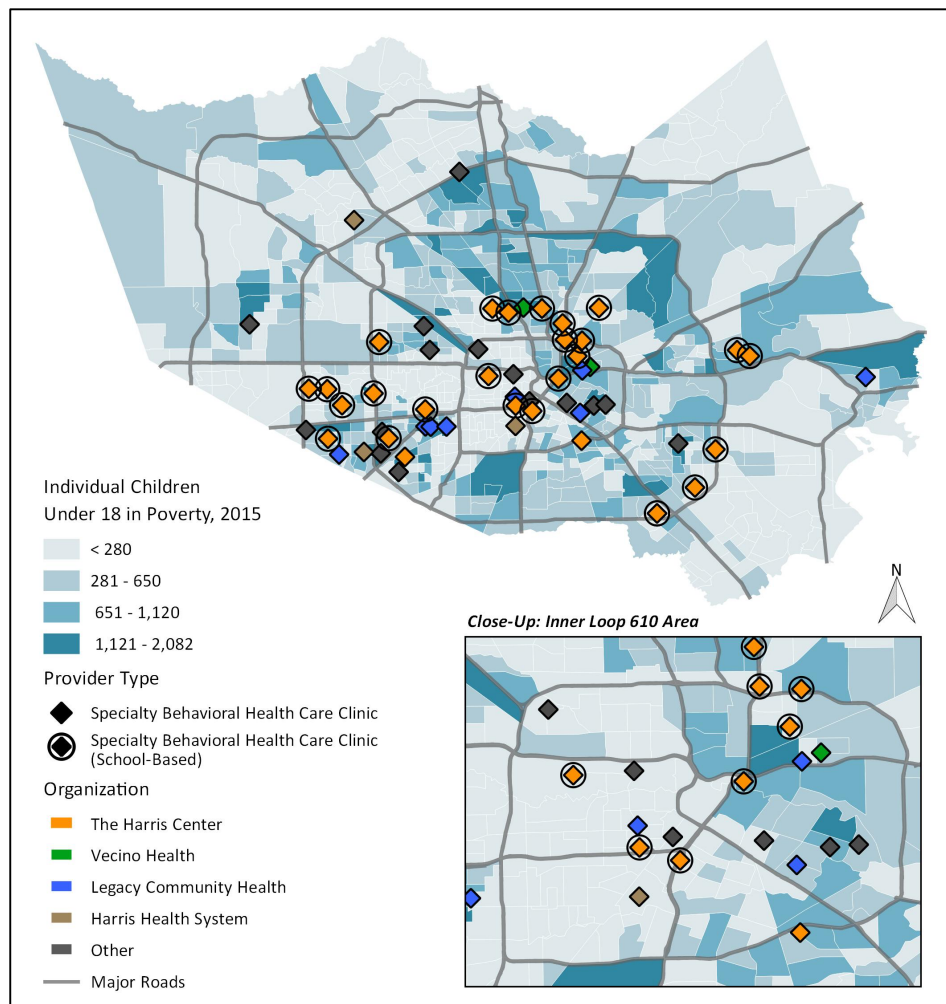 Individual Children
Under 18 in Poverty, 2015
< 280
281 - 650
651 - 1,120
1,121 - 2,082
Provider Type
Specialty Behavioral Health Care Clinic
Specialty Behavioral Health Care Clinic
(School-Based)
Organization
The Harris Center
Vecino Health
Legacy Community Health
Harris Health System
Other
Major Roads
N
Close-Up: Inner Loop 610 Area